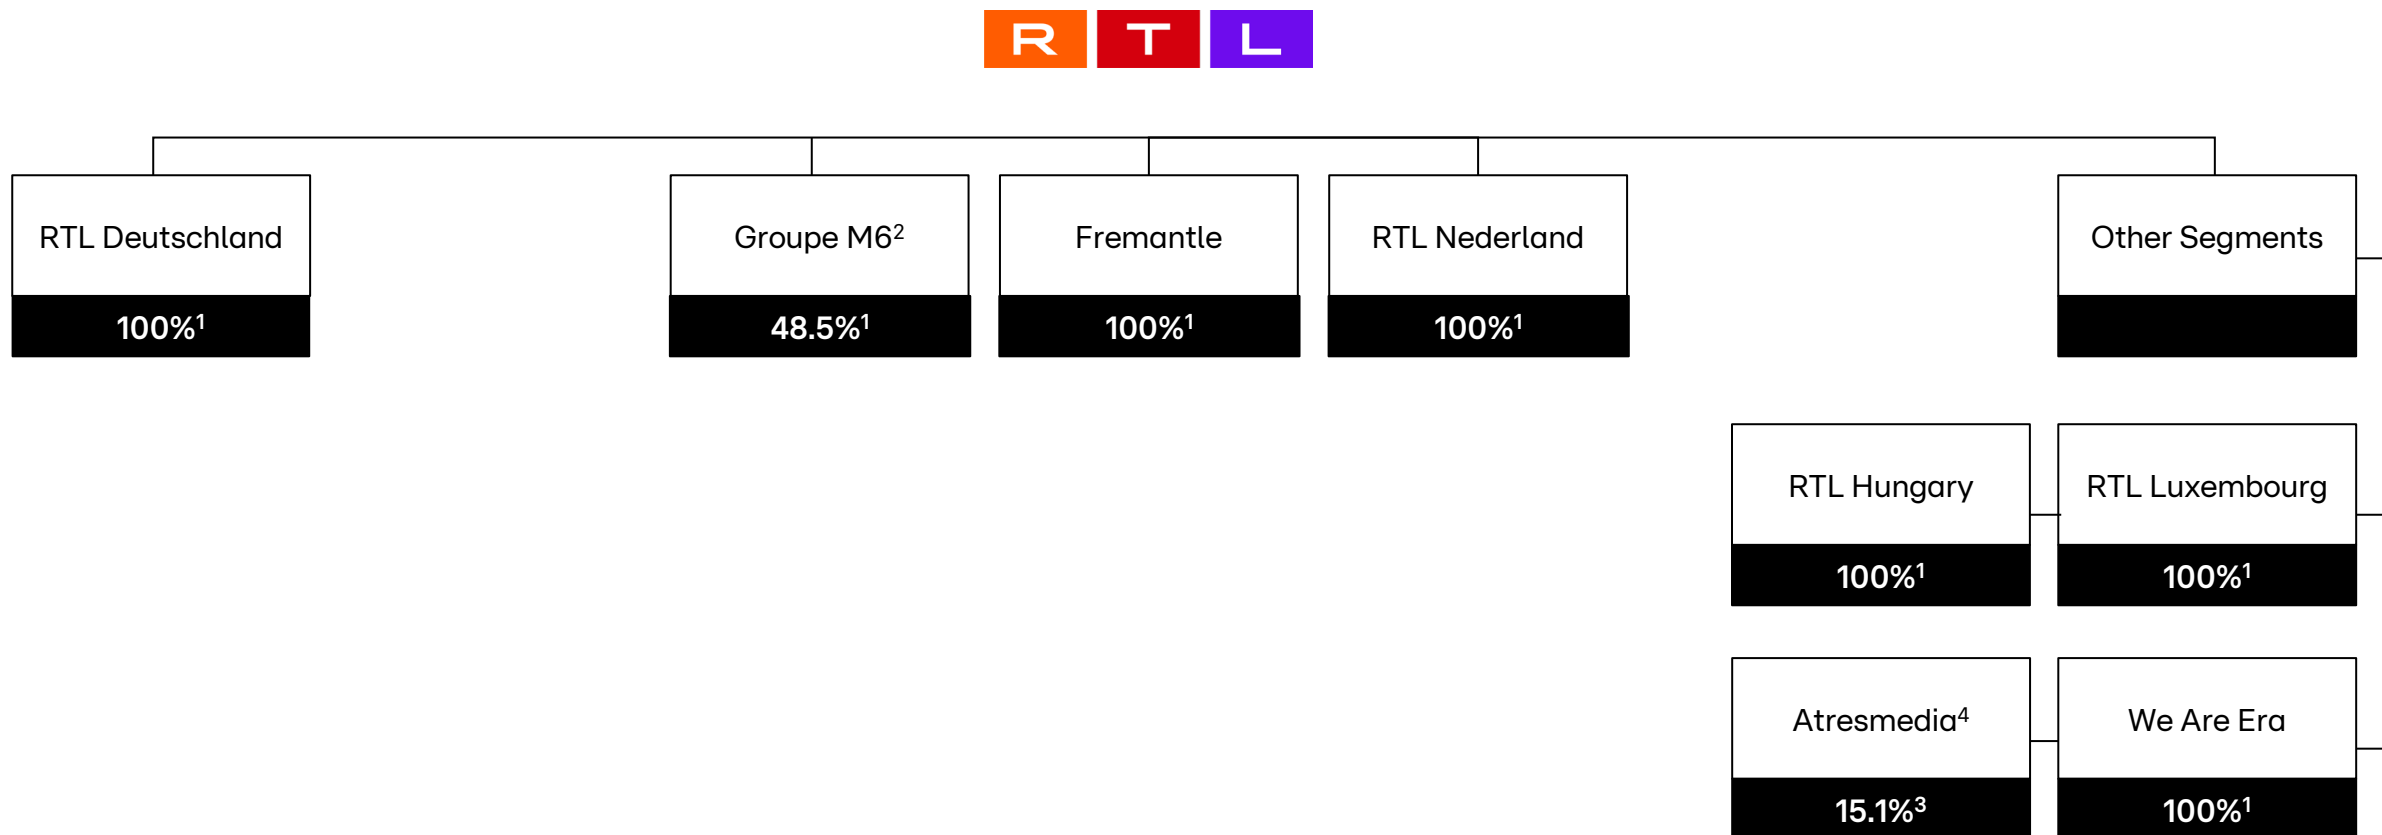 RTL
RTL Deutschland
100%¹
Groupe M6²
48.5%¹
Fremantle
100%¹
RTL Nederland
100%¹
Other Segments
RTL Hungary
100%¹
RTL Luxembourg
100%¹
Atresmedia⁴
15.1%³
We Are Era
100%¹